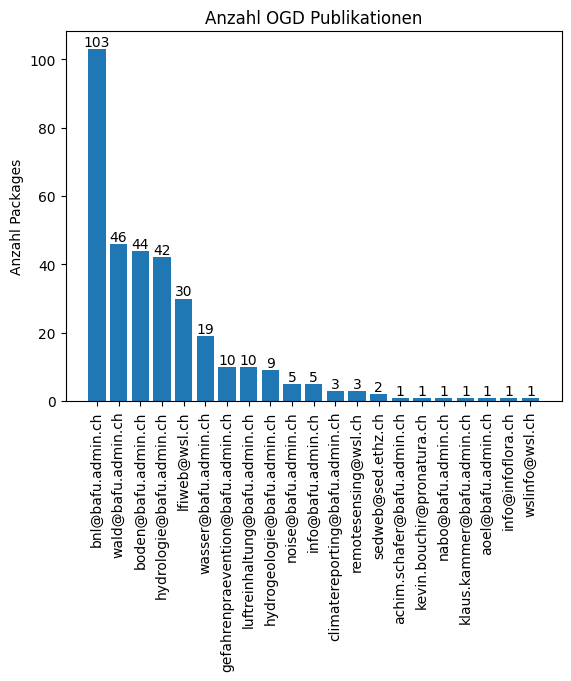 Anzahl OGD Publikationen
Anzahl Packages
100
80
60
40
20
0
103
46
44
42
30
19
10
10
9
5
5
3
3
2
1
1
1
1
1
1
1
bnl@bafu.admin.ch
wald@bafu.admin.ch
boden@bafu.admin.ch
hydrologie@bafu.admin.ch
lfiweb@wsl.ch
wasser@bafu.admin.ch
gefahrenpraevention@bafu.admin.ch
luftreinhaltung@bafu.admin.ch
hydrogeologie@bafu.admin.ch
noise@bafu.admin.ch
info@bafu.admin.ch
climatereporting@bafu.admin.ch
remotesensing@wsl.ch
sedweb@sed.ethz.ch
achim.schafer@bafu.admin.ch
kevin.bouchir@pronatura.ch
nabo@bafu.admin.ch
klaus.kammer@bafu.admin.ch
aoel@bafu.admin.ch
info@infoflora.ch
wslinfo@wsl.ch